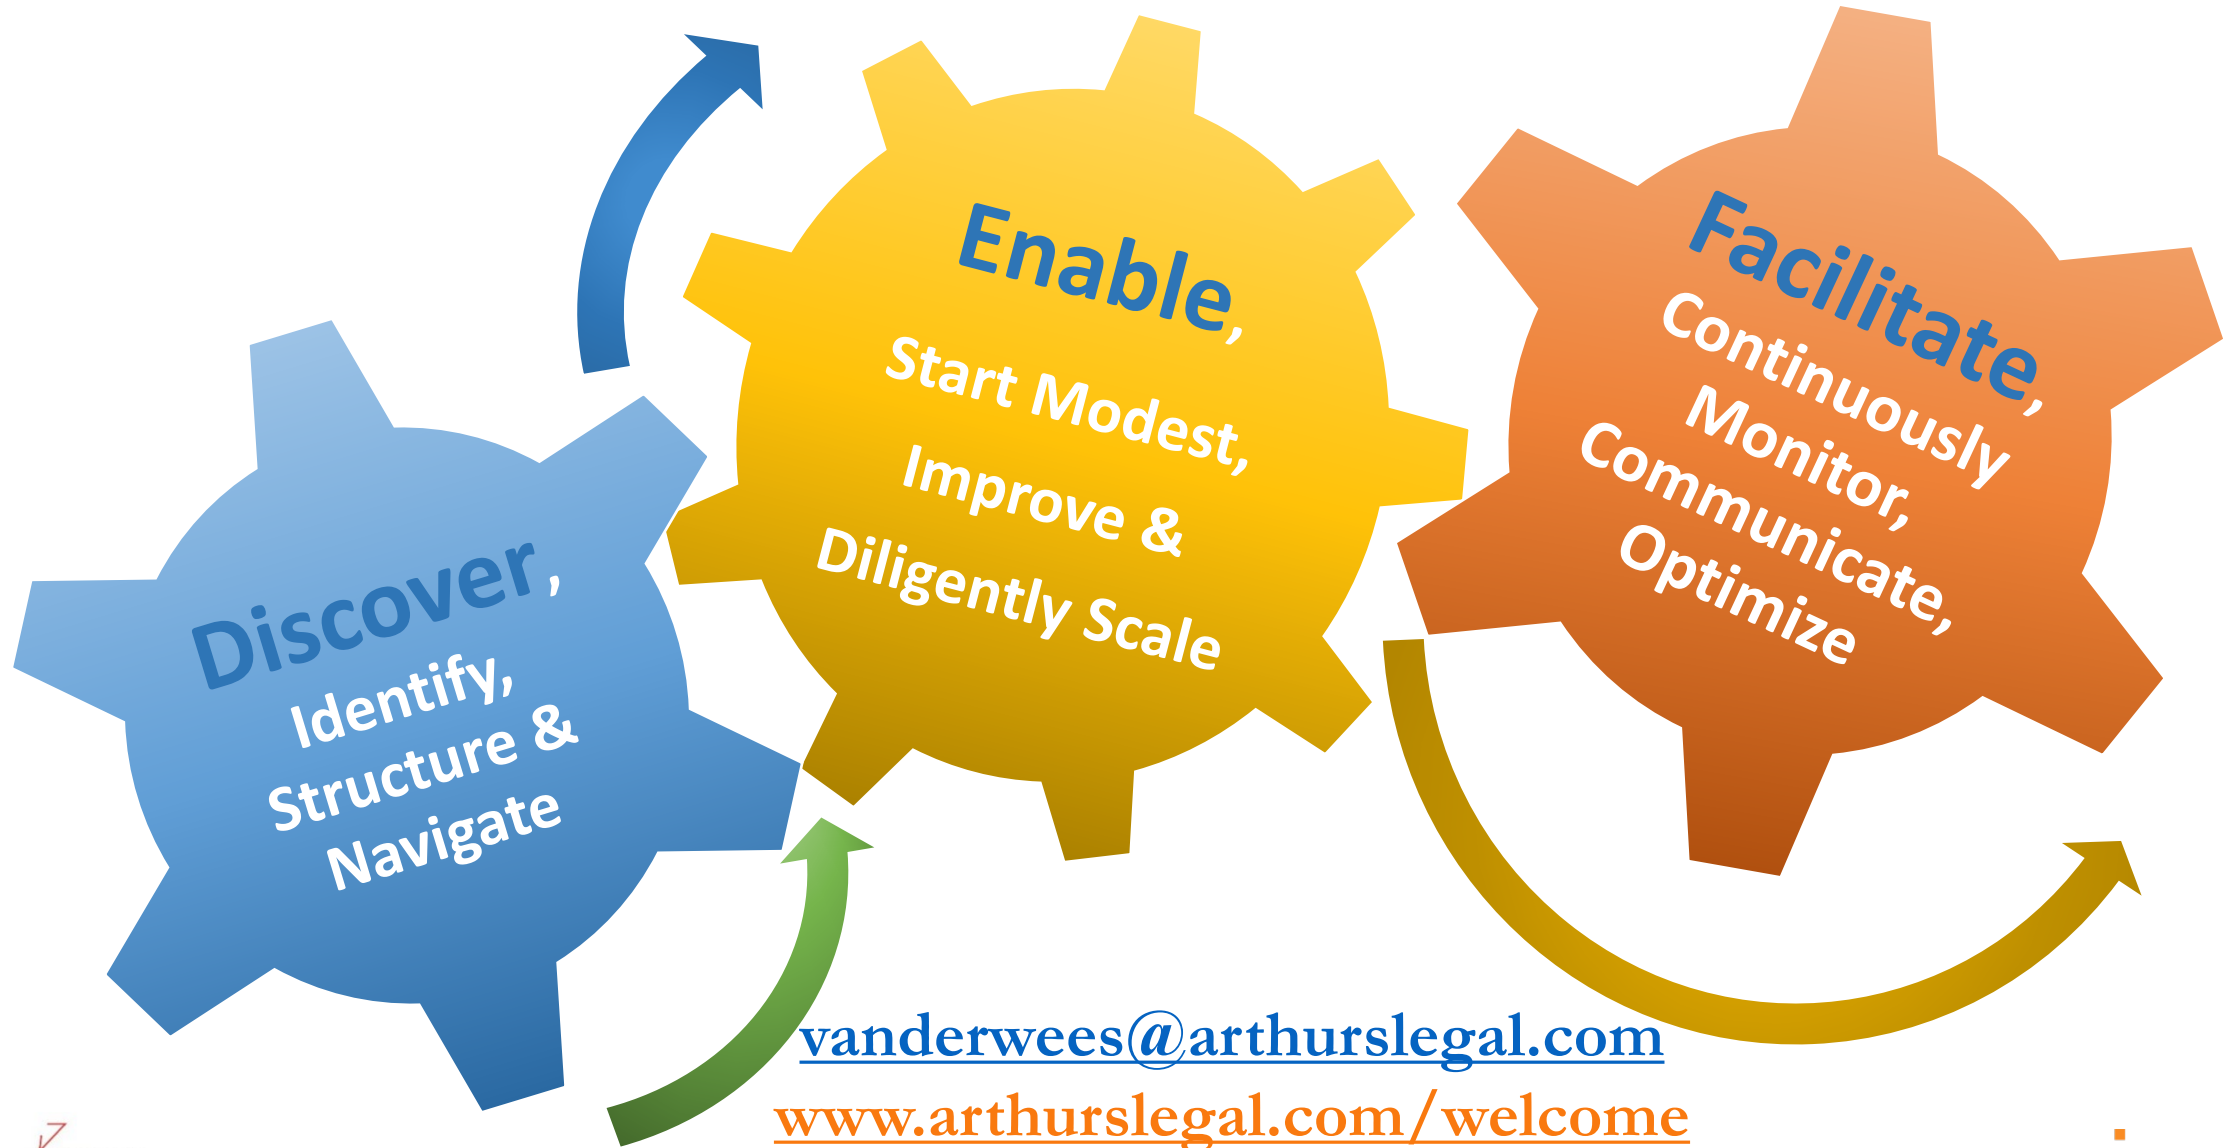 Discover,
Identify,
Structure &
Navigate
Enable,
Start Modest,
Improve &
Diligently Scale
Facilitate,
Continuously
Monitor,
Communicate,
Optimize
vanderwees@arthurslegal.com
www.arthurslegal.com/welcome